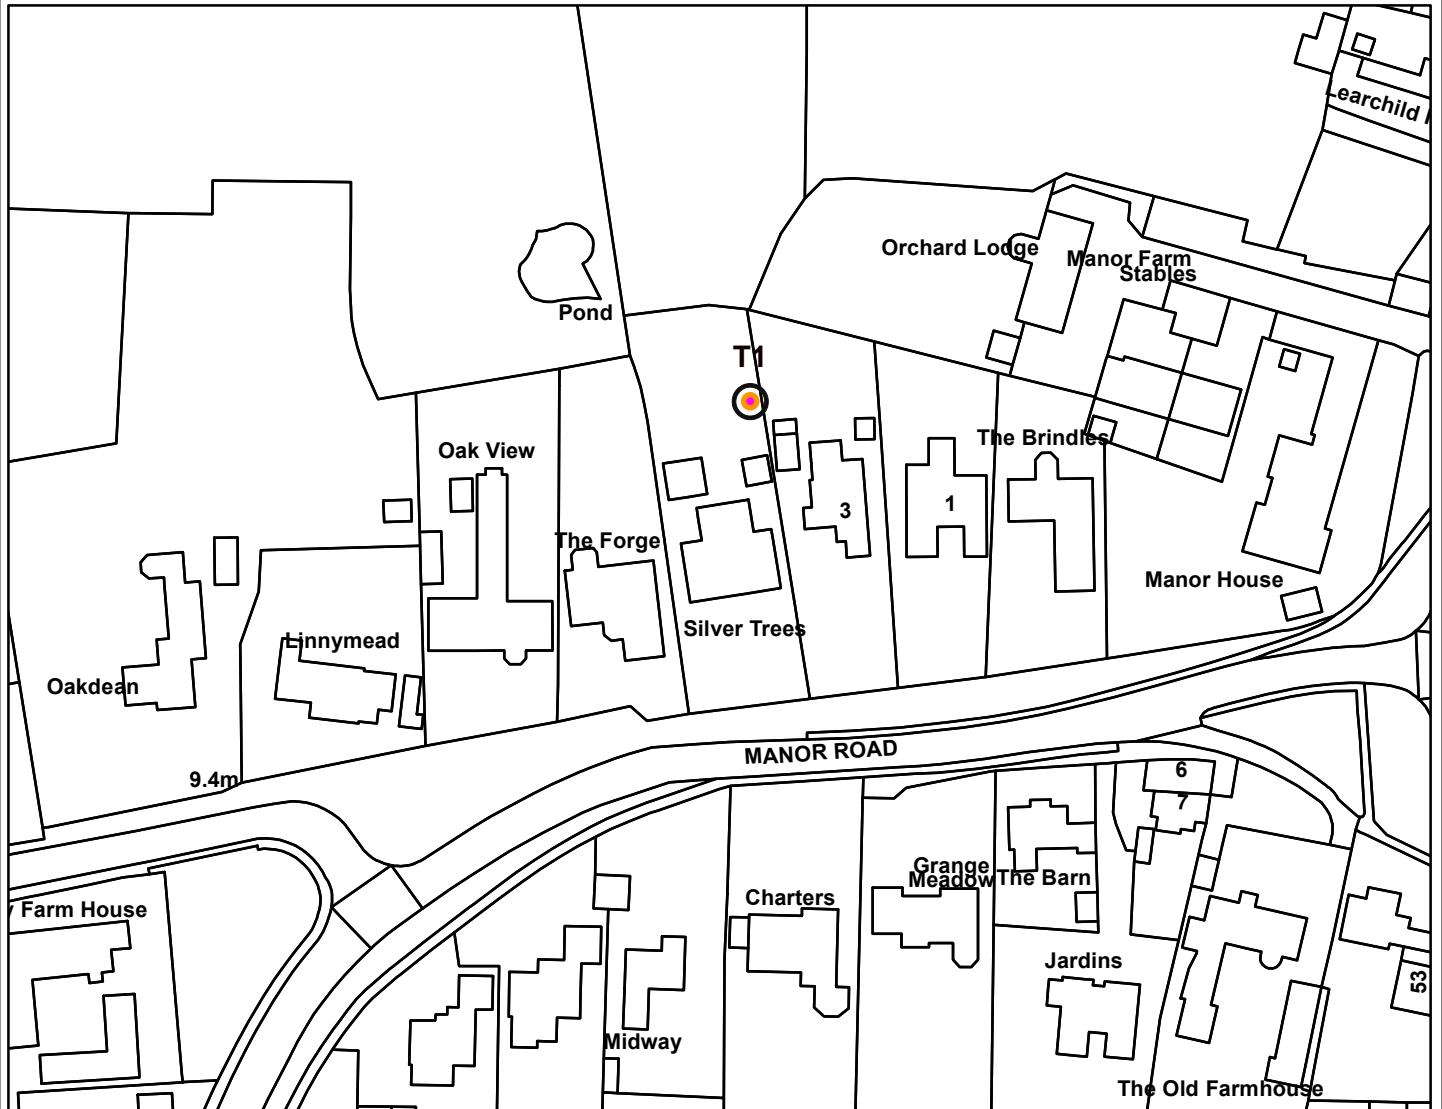 Learchild
Orchard Lodge
Manor Farm
Stables
Pond
T1
The Brindles
Oak View
3
1
The Forge
Manor House
Silver Trees
Linnymead
Oakdean
MANOR ROAD
9.4m
6
7
Grange
Meadow
The Barn
Charters
Farm House
Jardins
53
Midway
The Old Farmhouse